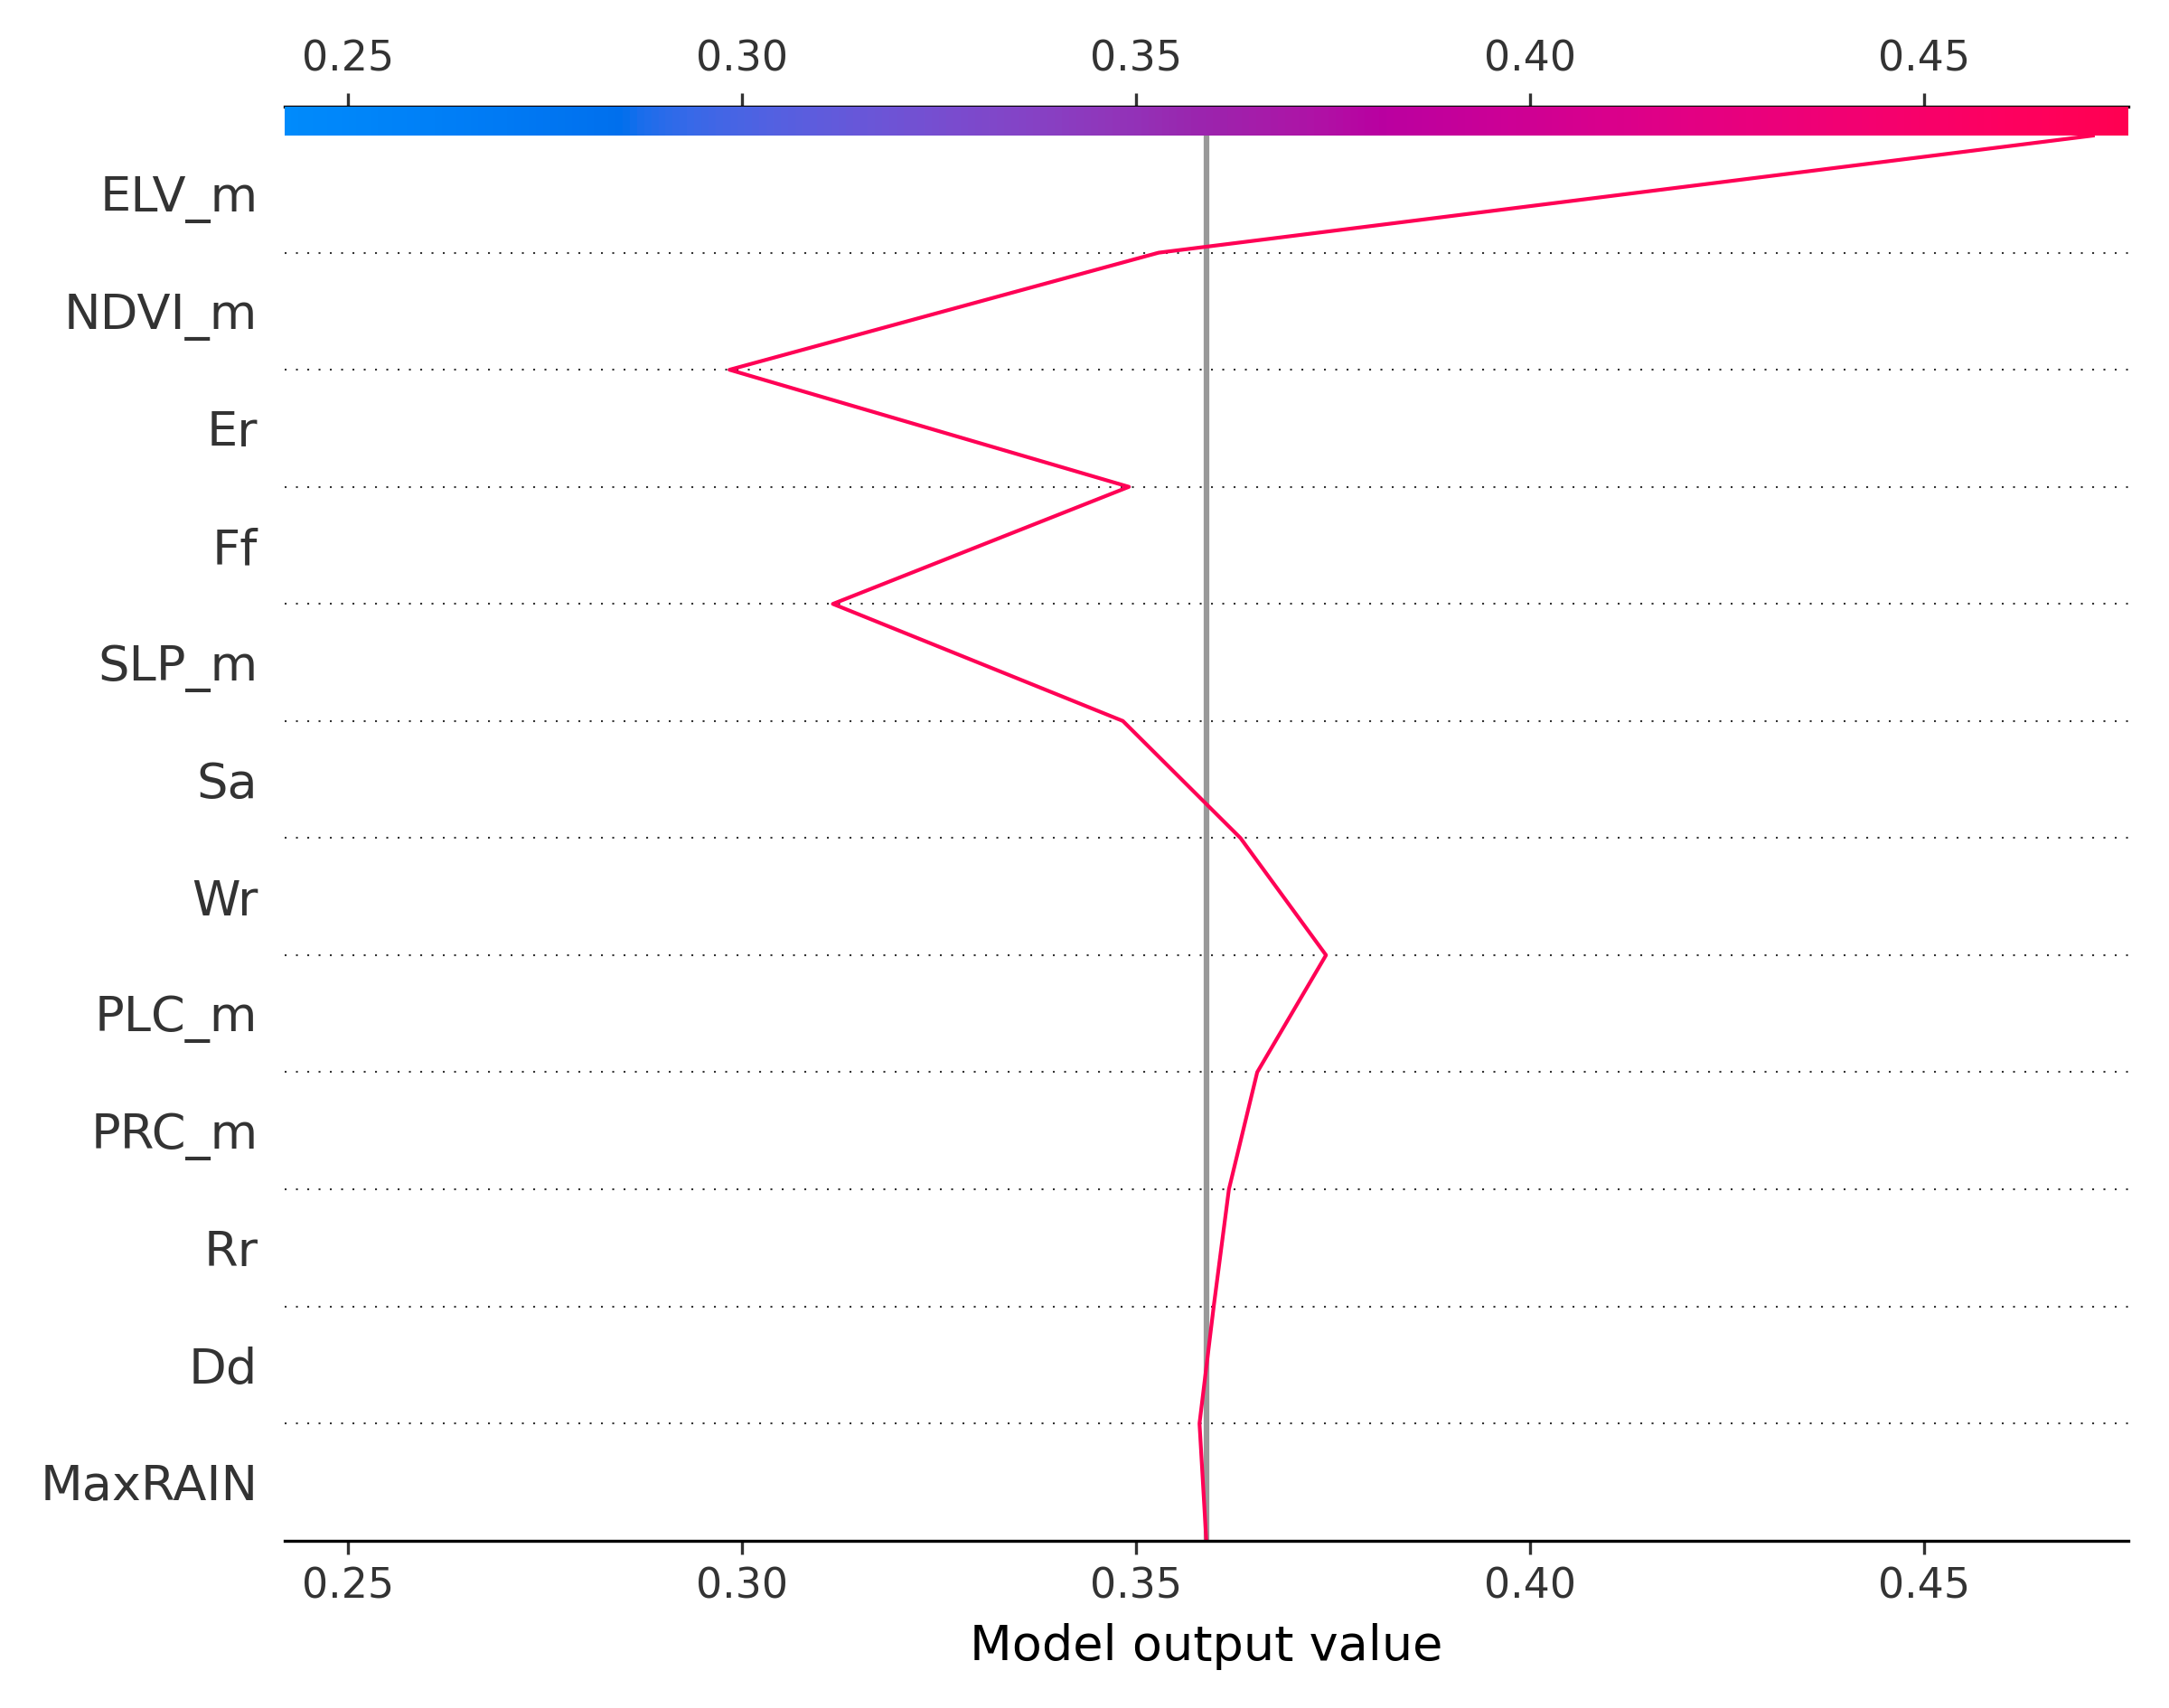 0.25 0.30 0.35 0.40 0.45
ELV_m
NDVI_m
Er
Ff
SLP_m
Sa
Wr
PLC_m
PRC_m
Rr
Dd
MaxRAIN
0.25 0.30 0.35 0.40 0.45
Model output value